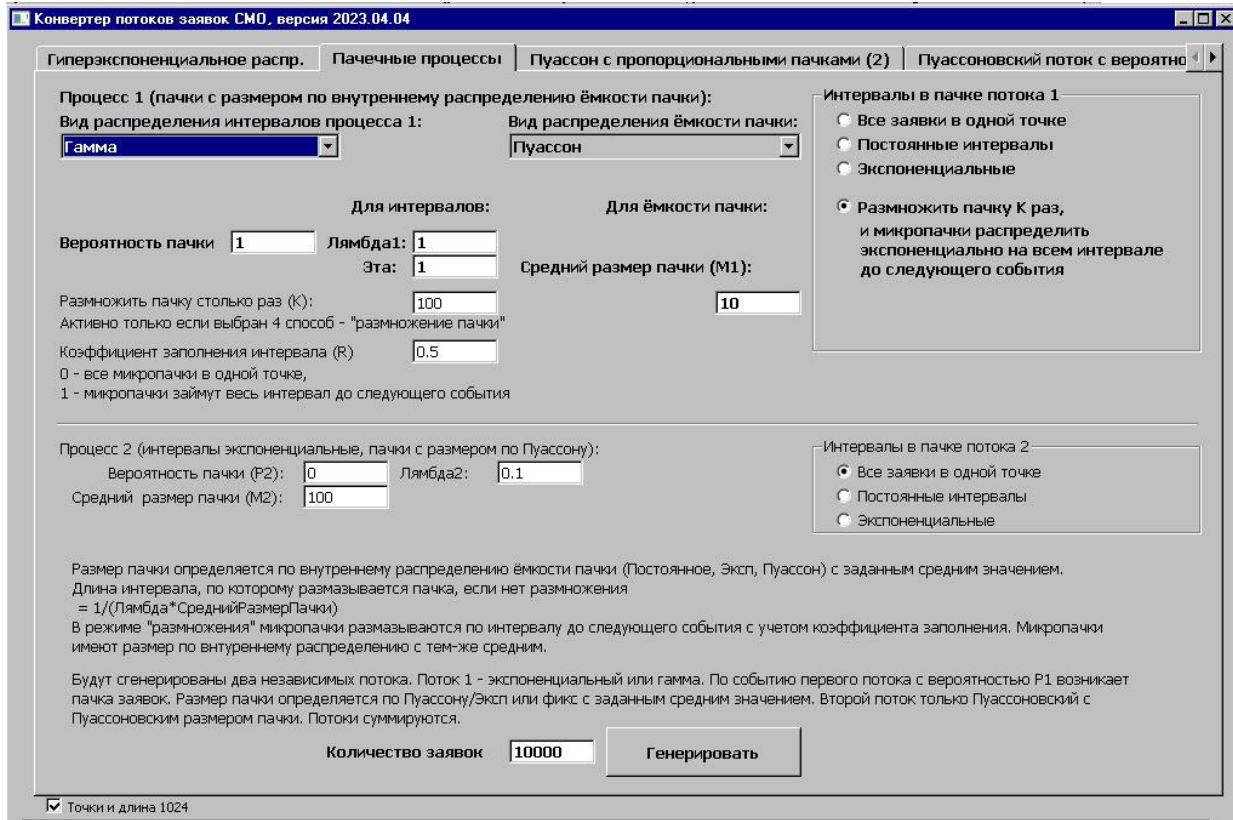 Конвертер потоков заявок СМО, версия 2023.04.04
Гиперэкспоненциальное распр.
Пачечные процессы
Пуассон с пропорциональными пачками (2)
Пуассоновский поток с вероятно
Процесс 1 (пачки с размером по внутреннему распределению ёмкости пачки):
Вид распределения интервалов процесса 1:
Вид распределения ёмкости пачки:
Гамма
Пуассон
Интервалы в пачке потока 1
Все заявки в одной точке
Постоянные интервалы
Экспоненциальные
Размножить пачку К раз,
и микропачки распределить
экспоненциально на всем интервале
до следующего события
Для интервалов:
Для ёмкости пачки:
Вероятность пачки 1
Лямбда1: 1
Эта: 1
Средний размер пачки (М1):
10
Размножить пачку столько раз (К): 100
Активно только если выбран 4 способ - "размножение пачки"
Коэффициент заполнения интервала (R) 0.5
0 - все микропачки в одной точке,
1 - микропачки займут весь интервал до следующего события
Процесс 2 (интервалы экспоненциальные, пачки с размером по Пуассону):
Вероятность пачки (Р2): 0
Лямбда2: 0.1
Средний размер пачки (М2): 100
Интервалы в пачке потока 2
Все заявки в одной точке
Постоянные интервалы
Экспоненциальные
Размер пачки определяется по внутреннему распределению ёмкости пачки (Постоянное, Эксп, Пуассон) с заданным средним значением.
Длина интервала, по которому размазывается пачка, если нет размножения
= 1/(Лямбда*СреднийРазмерПачки)
В режиме "размножения" микропачки размазываются по интервалу до следующего события с учетом коэффициента заполнения. Микропачки
имеют размер по внтуреннему распределению с тем-же средним.
Будут сгенерированы два независимых потока. Поток 1 - экспоненциальный или гамма. По событию первого потока с вероятностью Р1 возникает
пачка заявок. Размер пачки определяется по Пуассону/Эксп или фикс с заданным средним значением. Второй поток только Пуассоновский с
Пуассоновским размером пачки. Потоки суммируются.
Количество заявок 10000
Генерировать
Точки и длина 1024